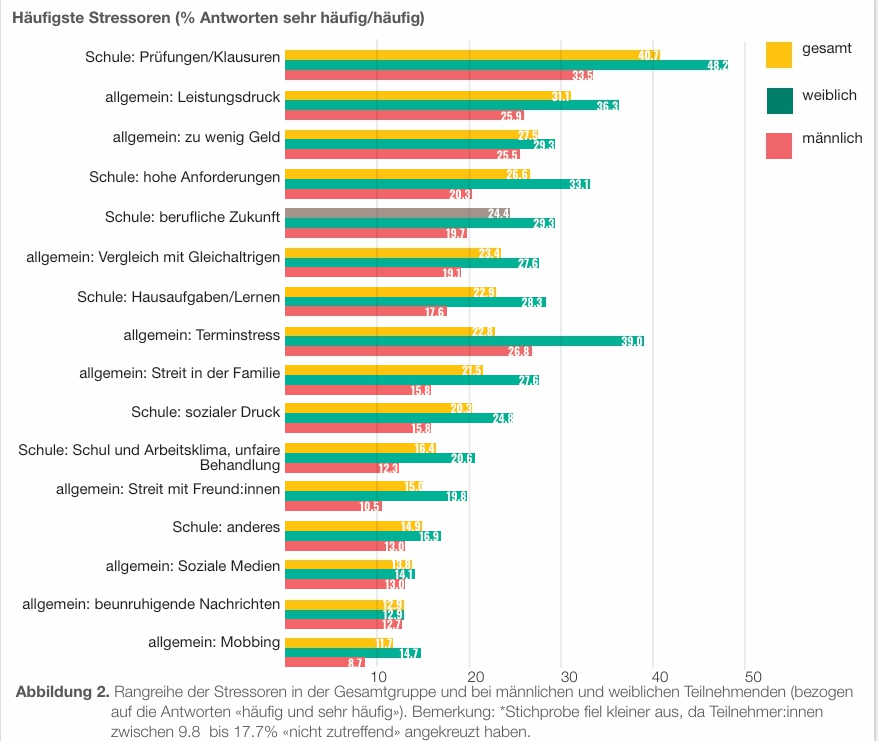 Häufigste Stressoren (% Antworten sehr häufig/häufig)
gesamt
weiblich
männlich
Schule: Prüfungen/Klausuren
40.7
48.2
33.5
allgemein: Leistungsdruck
31.1
36.3
25.9
allgemein: zu wenig Geld
27.5
29.3
25.5
Schule: hohe Anforderungen
26.6
33.1
20.3
Schule: berufliche Zukunft
24.4
29.3
19.7
allgemein: Vergleich mit Gleichaltrigen
23.4
27.6
19.1
Schule: Hausaufgaben/Lernen
22.9
28.3
17.6
allgemein: Terminstress
22.8
39.0
26.8
allgemein: Streit in der Familie
21.5
27.6
15.8
Schule: sozialer Druck
20.3
24.8
15.8
Schule: Schul und Arbeitsklima, unfaire
Behandlung
16.4
20.6
12.3
allgemein: Streit mit Freund:innen
15.0
19.8
10.5
Schule: anderes
14.9
16.9
13.0
allgemein: Soziale Medien
13.8
14.1
13.0
allgemein: beunruhigende Nachrichten
12.9
12.9
12.7
allgemein: Mobbing
11.7
14.7
8.7
10 20 30 40 50
Abbildung 2. Rangreihe der Stressoren in der Gesamtgruppe und bei männlichen und weiblichen Teilnehmenden (bezogen
auf die Antworten «häufig und sehr häufig»). Bemerkung: *Stichprobe fiel kleiner aus, da Teilnehmer:innen
zwischen 9.8 bis 17.7% «nicht zutreffend» angekreuzt haben.